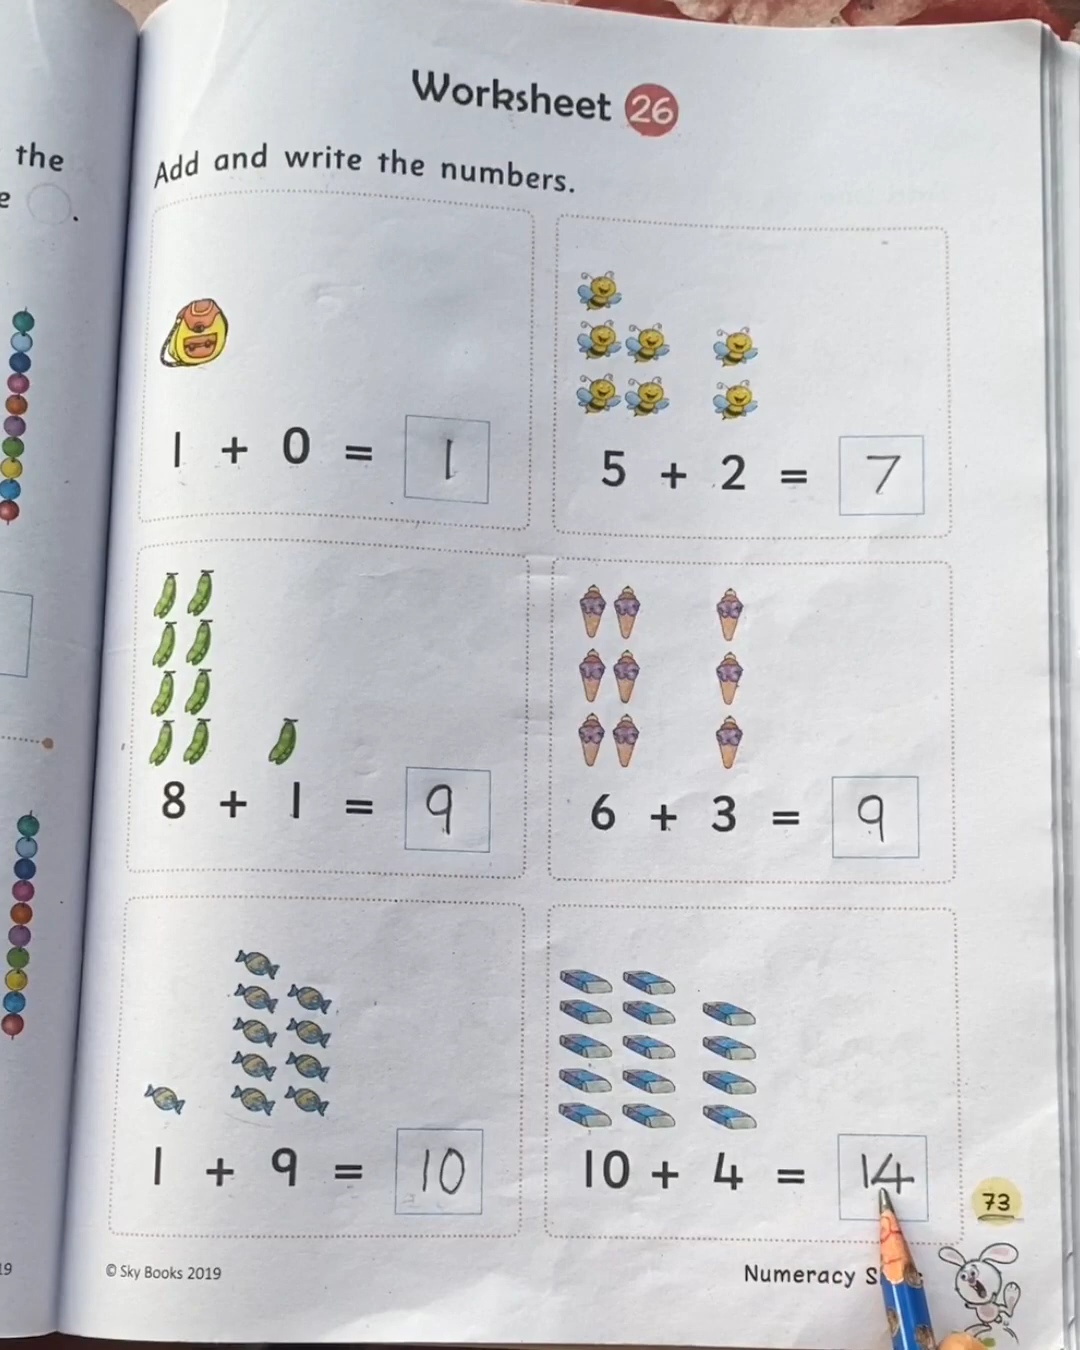 Worksheet 26
the
Add and write the numbers.
e
.
1 + 0 = 1
5 + 2 = 7
8 + 1 = 9
6 + 3 = 9
1 + 9 = 10
10 + 4 = 14
73
19
© Sky Books 2019
Numeracy S